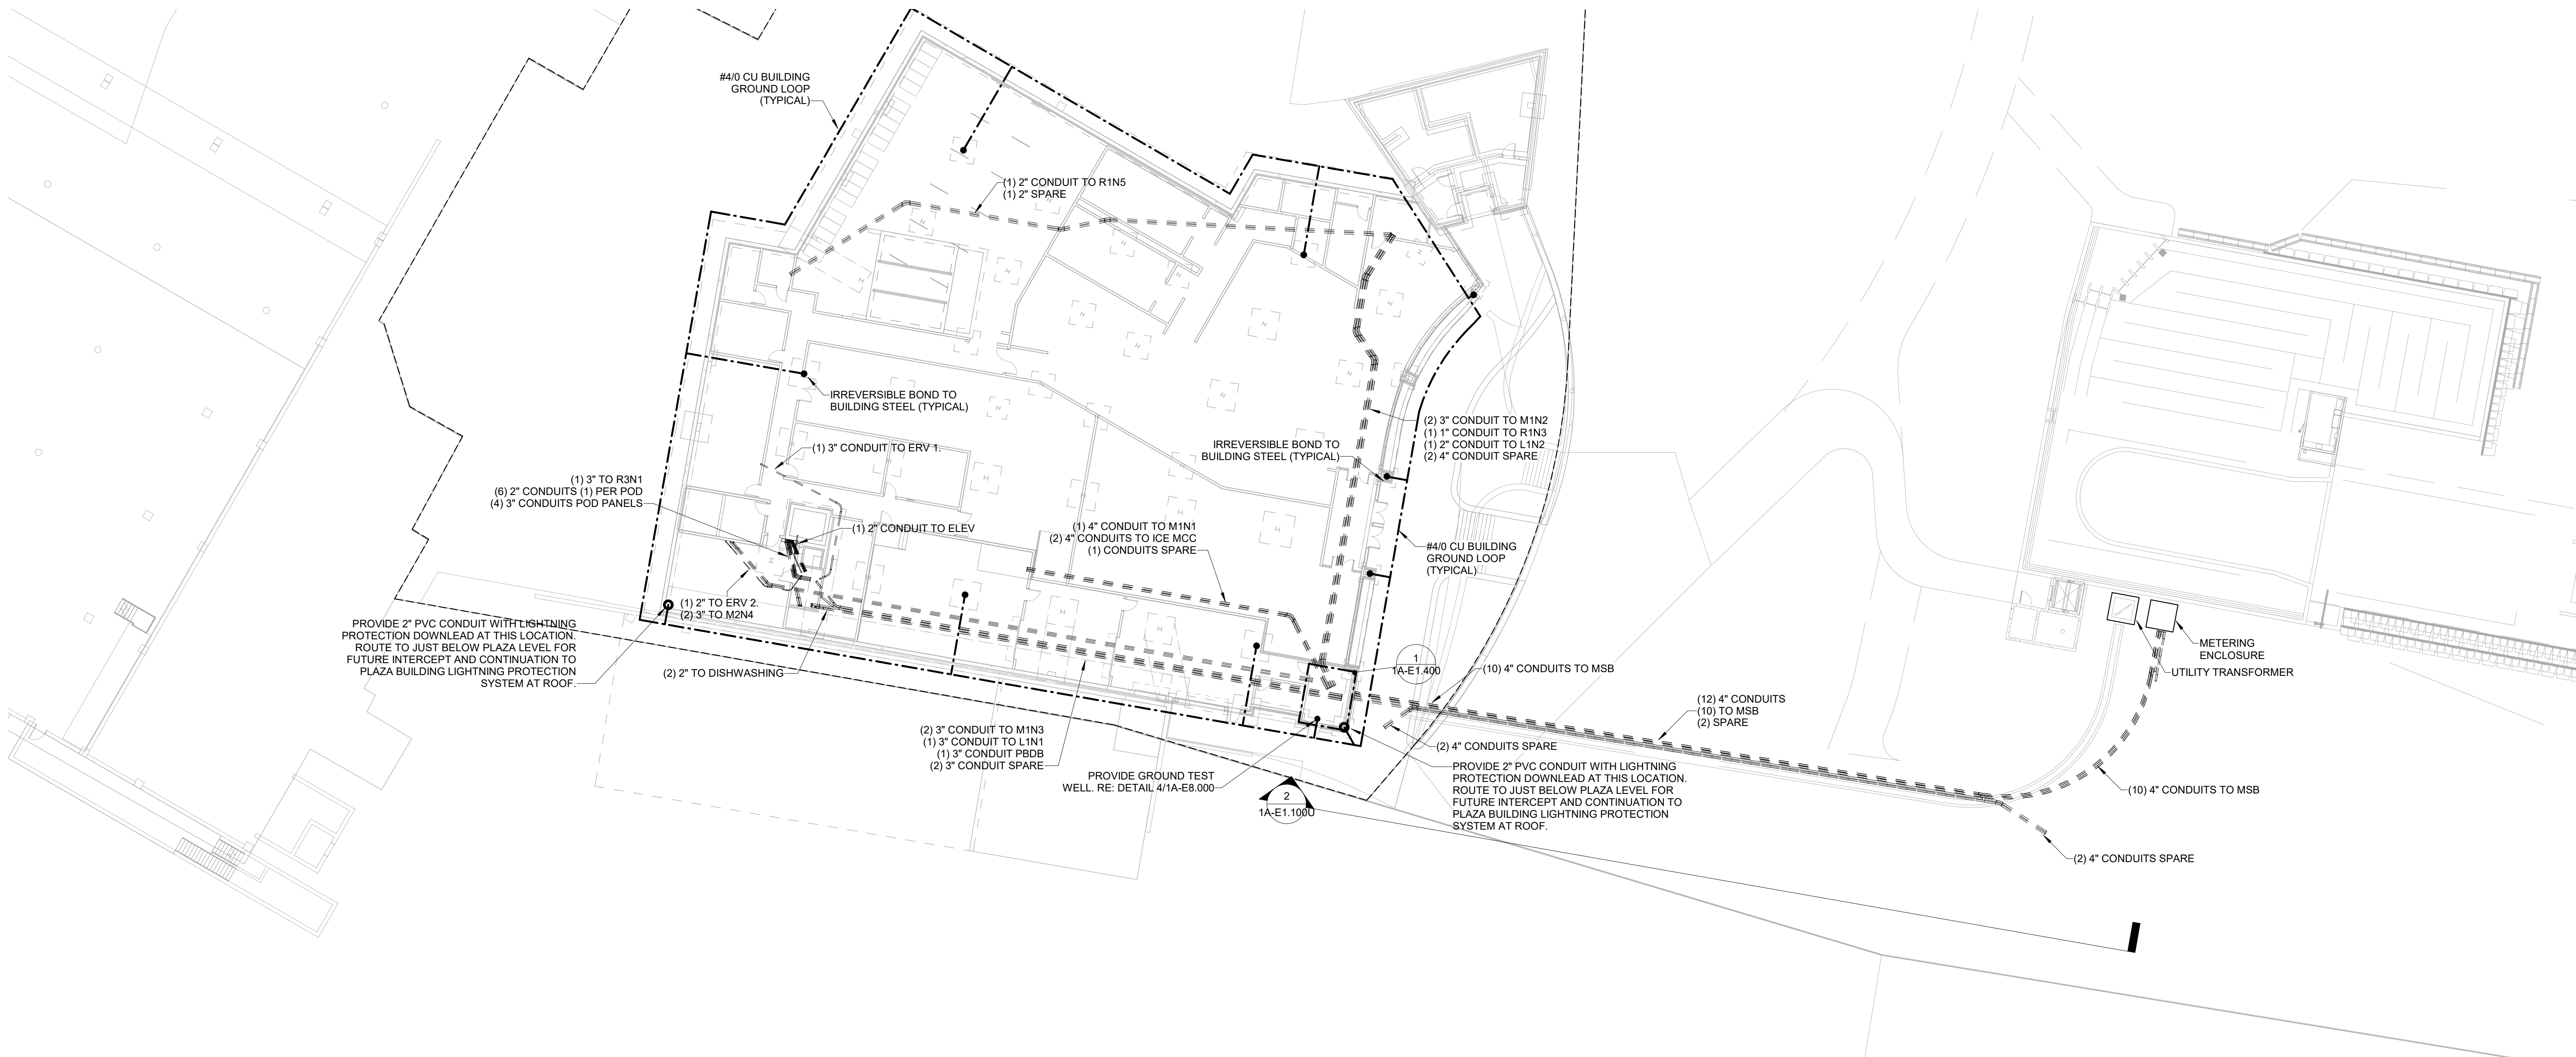 #4/0 CU BUILDING
GROUND LOOP
(TYPICAL)
(1) 2" CONDUIT TO R1N5
(1) 2" SPARE
IRREVERSIBLE BOND TO
BUILDING STEEL (TYPICAL)
(2) 3" CONDUIT TO M1N2
(1) 1" CONDUIT TO R1N3
(1) 2" CONDUIT TO L1N2
(2) 4" CONDUIT SPARE
IRREVERSIBLE BOND TO
BUILDING STEEL (TYPICAL)
(1) 3" CONDUIT TO ERV 1.
(1) 3" TO R3N1
(6) 2" CONDUITS (1) PER POD
(4) 3" CONDUITS POD PANELS
(1) 2" CONDUIT TO ELEV
(1) 4" CONDUIT TO M1N1
(2) 4" CONDUITS TO ICE MCC
(1) CONDUITS SPARE
#4/0 CU BUILDING
GROUND LOOP
(TYPICAL)
(1) 2" TO ERV 2.
(2) 3" TO M2N4
PROVIDE 2" PVC CONDUIT WITH LIGHTNING
PROTECTION DOWNLEAD AT THIS LOCATION.
ROUTE TO JUST BELOW PLAZA LEVEL FOR
FUTURE INTERCEPT AND CONTINUATION TO
PLAZA BUILDING LIGHTNING PROTECTION
SYSTEM AT ROOF.
(2) 2" TO DISHWASHING
1
1A-E1.400
(10) 4" CONDUITS TO MSB
METERING
ENCLOSURE
UTILITY TRANSFORMER
(12) 4" CONDUITS
(10) TO MSB
(2) SPARE
(2) 3" CONDUIT TO M1N3
(1) 3" CONDUIT TO L1N1
(1) 3" CONDUIT PBDB
(2) 3" CONDUIT SPARE
(2) 4" CONDUITS SPARE
PROVIDE GROUND TEST
WELL. RE: DETAIL 4/1A-E8.000
2
1A-E1.100U
PROVIDE 2" PVC CONDUIT WITH LIGHTNING
PROTECTION DOWNLEAD AT THIS LOCATION.
ROUTE TO JUST BELOW PLAZA LEVEL FOR
FUTURE INTERCEPT AND CONTINUATION TO
PLAZA BUILDING LIGHTNING PROTECTION
SYSTEM AT ROOF.
(10) 4" CONDUITS TO MSB
(2) 4" CONDUITS SPARE